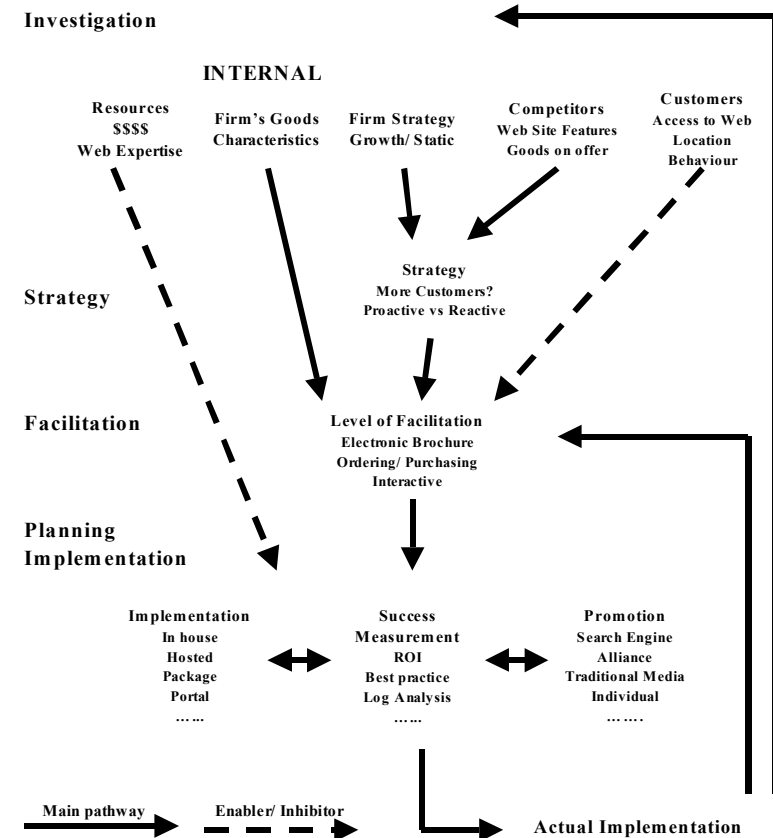 Investigation
INTERNAL
Resources
$$$$
Web Expertise
Firm's Goods
Characteristics
Firm Strategy
Growth/ Static
Competitors
Web Site Features
Goods on offer
Customers
Access to Web
Location
Behaviour
Strategy
Strategy
More Customers?
Proactive vs Reactive
Facilitation
Level of Facilitation
Electronic Brochure
Ordering/ Purchasing
Interactive
Planning
Implementation
Implementation
In house
Hosted
Package
Portal
......
Success
Measurement
ROI
Best practice
Log Analysis
......
Promotion
Search Engine
Alliance
Traditional Media
Individual
.......
Main pathway
Enabler/ Inhibitor
Actual Implementation